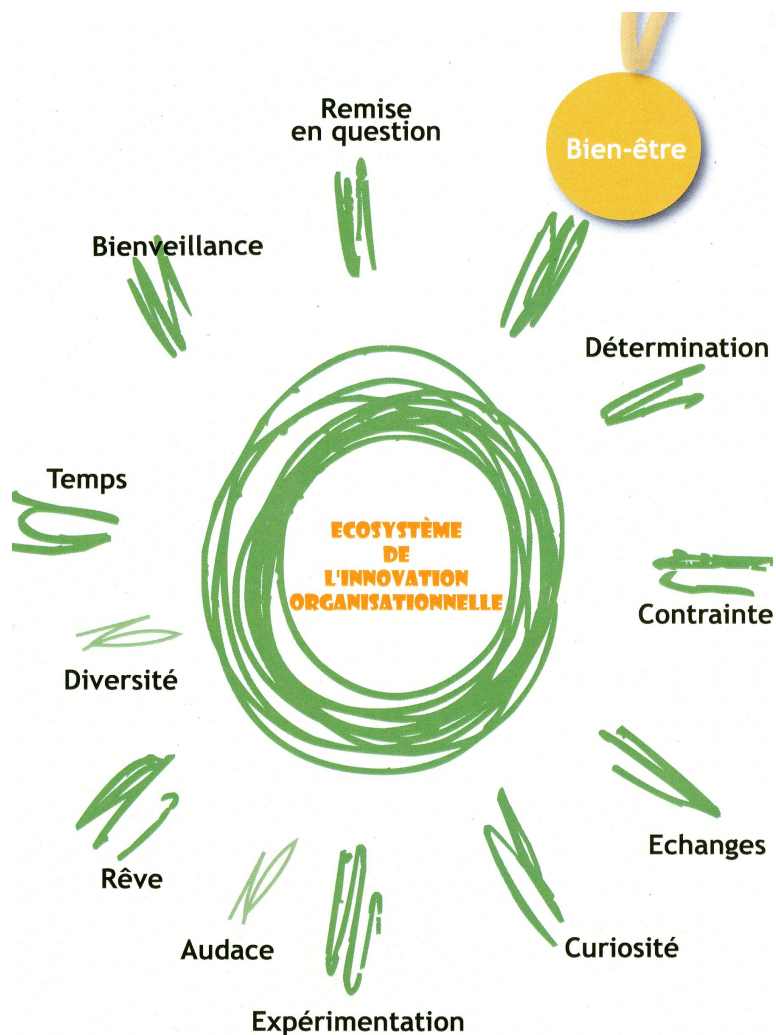 Remise
en question
Bien-être
Bienveillance
Détermination
Temps
ECOSYSTÈME
DE
L'INNOVATION
ORGANISATIONNELLE
Contrainte
Diversité
Echanges
Rêve
Audace
Curiosité
Expérimentation